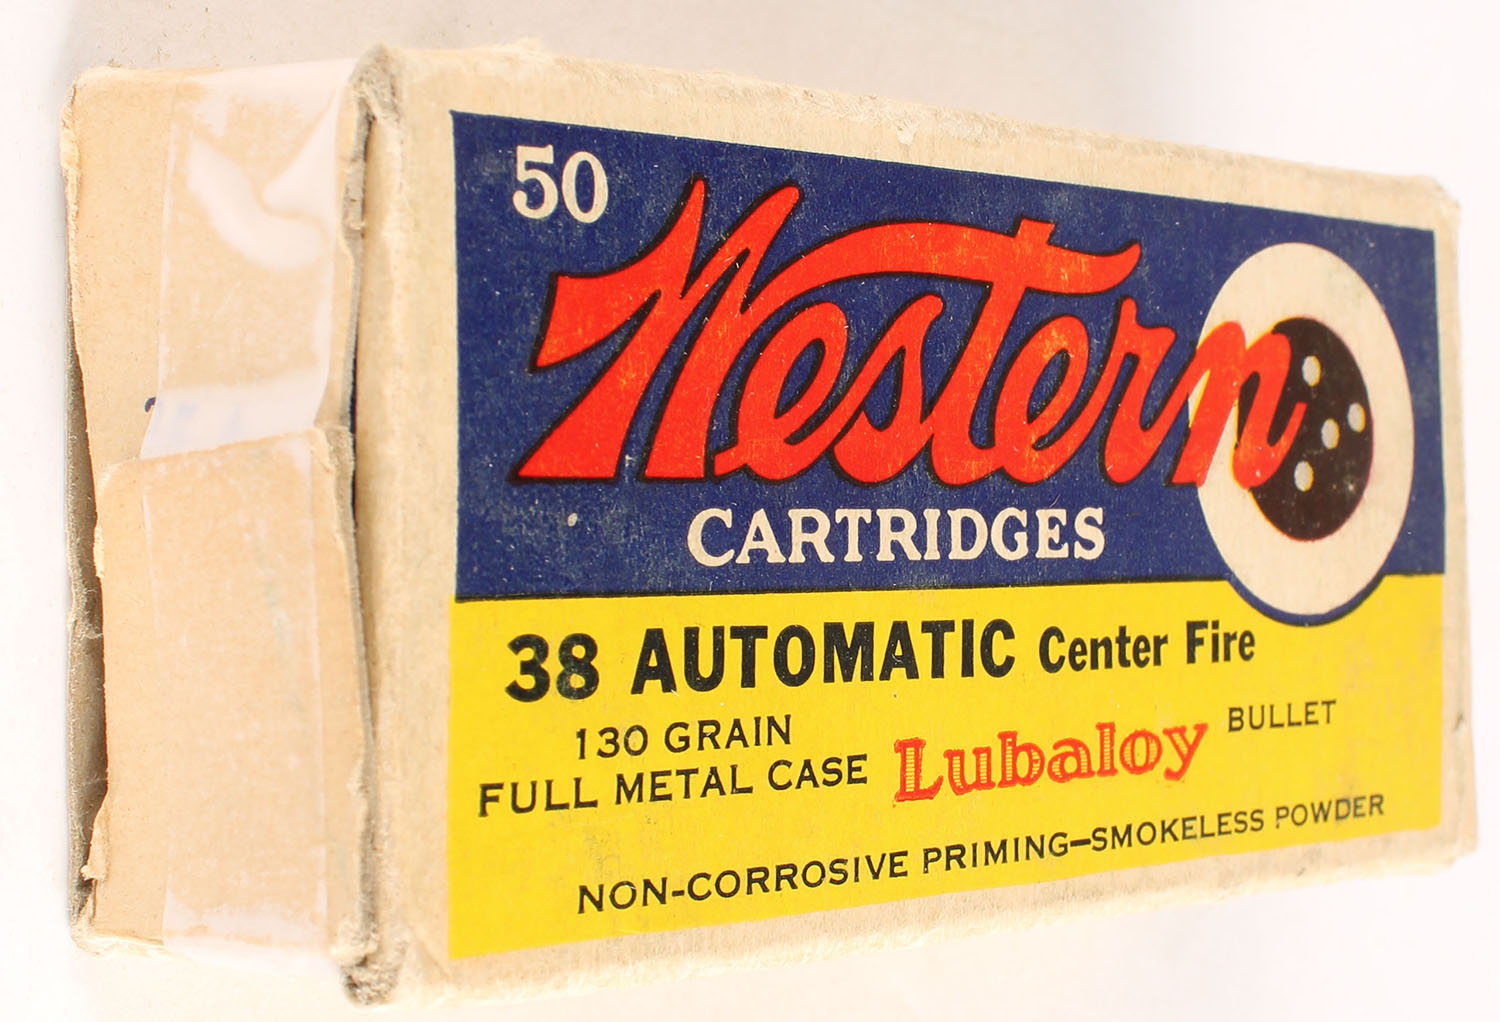 50
Western
CARTRIDGES
38 AUTOMATIC Center Fire
130 GRAIN
FULL METAL CASE Lubaloy BULLET
NON-CORROSIVE PRIMING—SMOKELESS POWDER